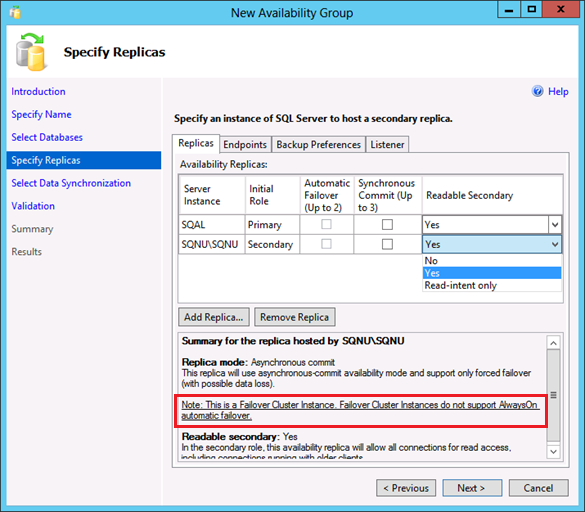 New Availability Group
Specify Replicas
Introduction
Specify Name
Select Databases
Specify Replicas
Select Data Synchronization
Validation
Summary
Results
Help
Specify an instance of SQL Server to host a secondary replica.
Replicas Endpoints Backup Preferences Listener
Availability Replicas:
Server Instance Initial Role Automatic Failover (Up to 2) Synchronous Commit (Up to 3) Readable Secondary
SQAL Primary Yes
SQNU\SQNU Secondary Yes
No
Yes
Read-intent only
Add Replica... Remove Replica
Summary for the replica hosted by SQNU\SQNU
Replica mode: Asynchronous commit
This replica will use asynchronous-commit availability mode and support only forced failover
(with possible data loss).
Note: This is a Failover Cluster Instance. Failover Cluster Instances do not support AlwaysOn
automatic failover.
Readable secondary: Yes
In the secondary role, this availability replica will allow all connections for read access,
including connections running with older clients.
< Previous Next > Cancel